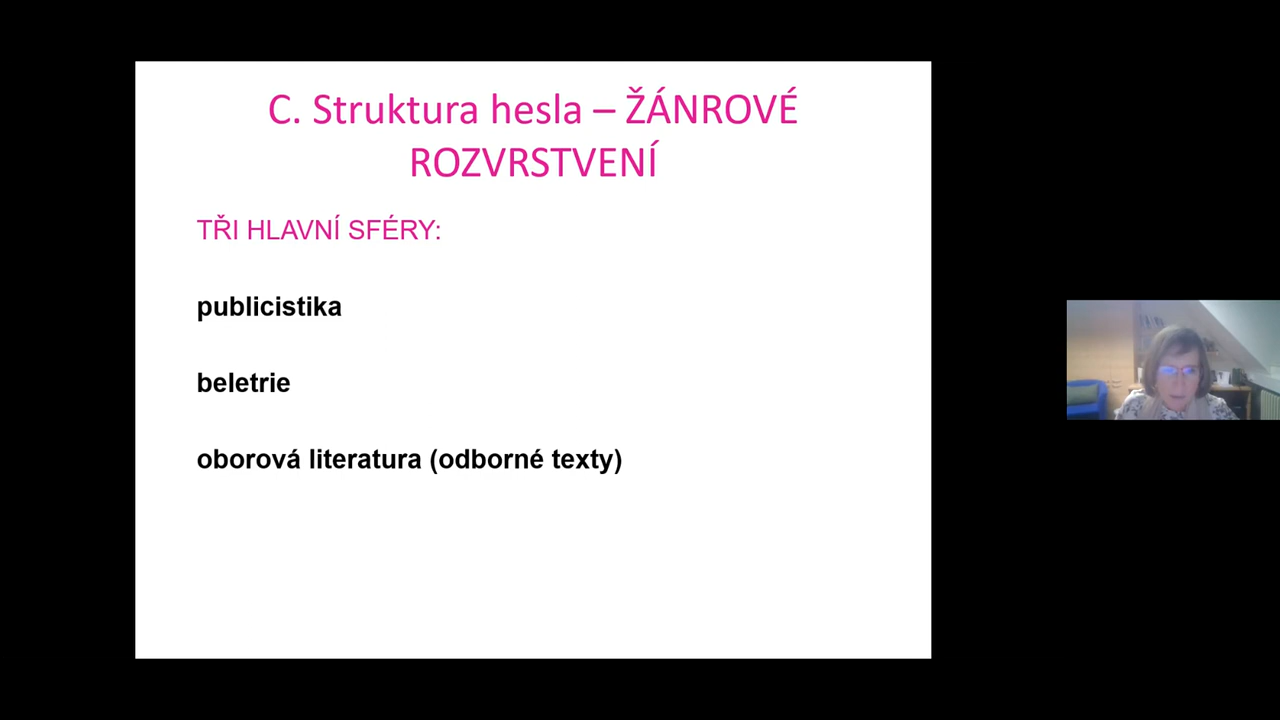 C. Struktura hesla – ŽÁNROVÉ
ROZVRSTVENÍ
TŘI HLAVNÍ SFÉRY:
publicistika
beletrie
oborová literatura (odborné texty)